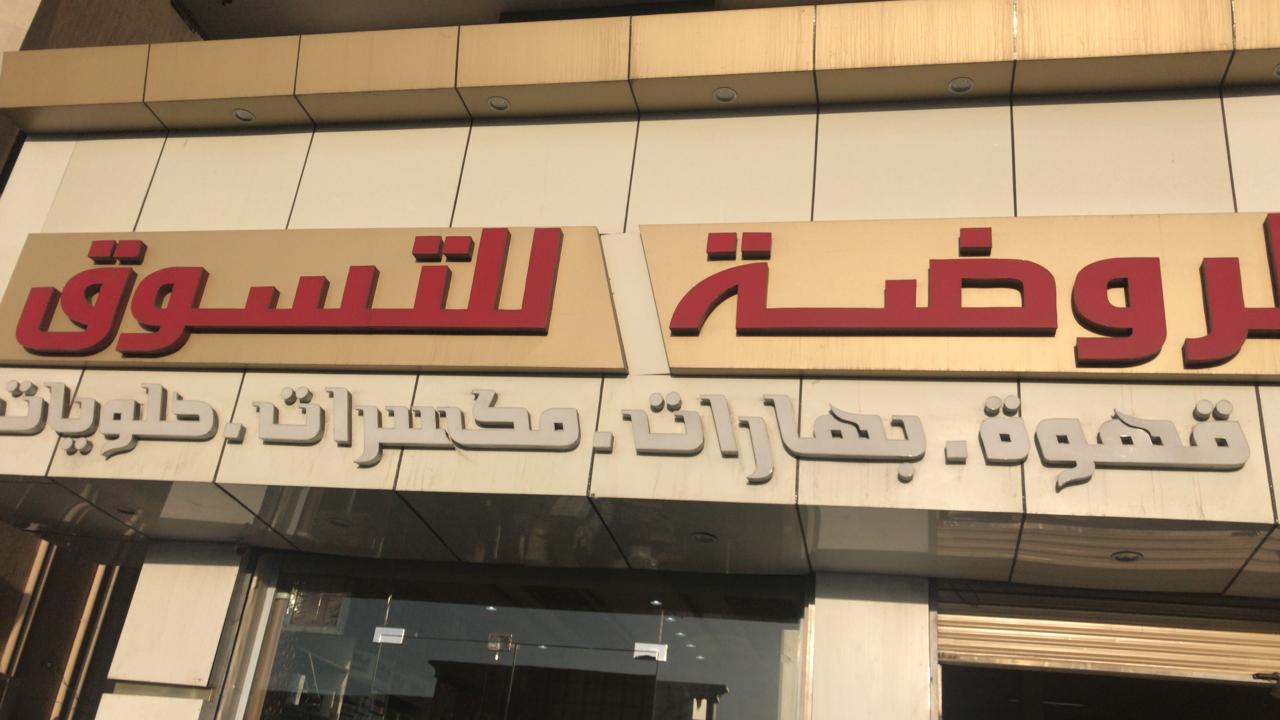 لروضة للتسوق
قهوة. بهارات. مكسرات. حلويات